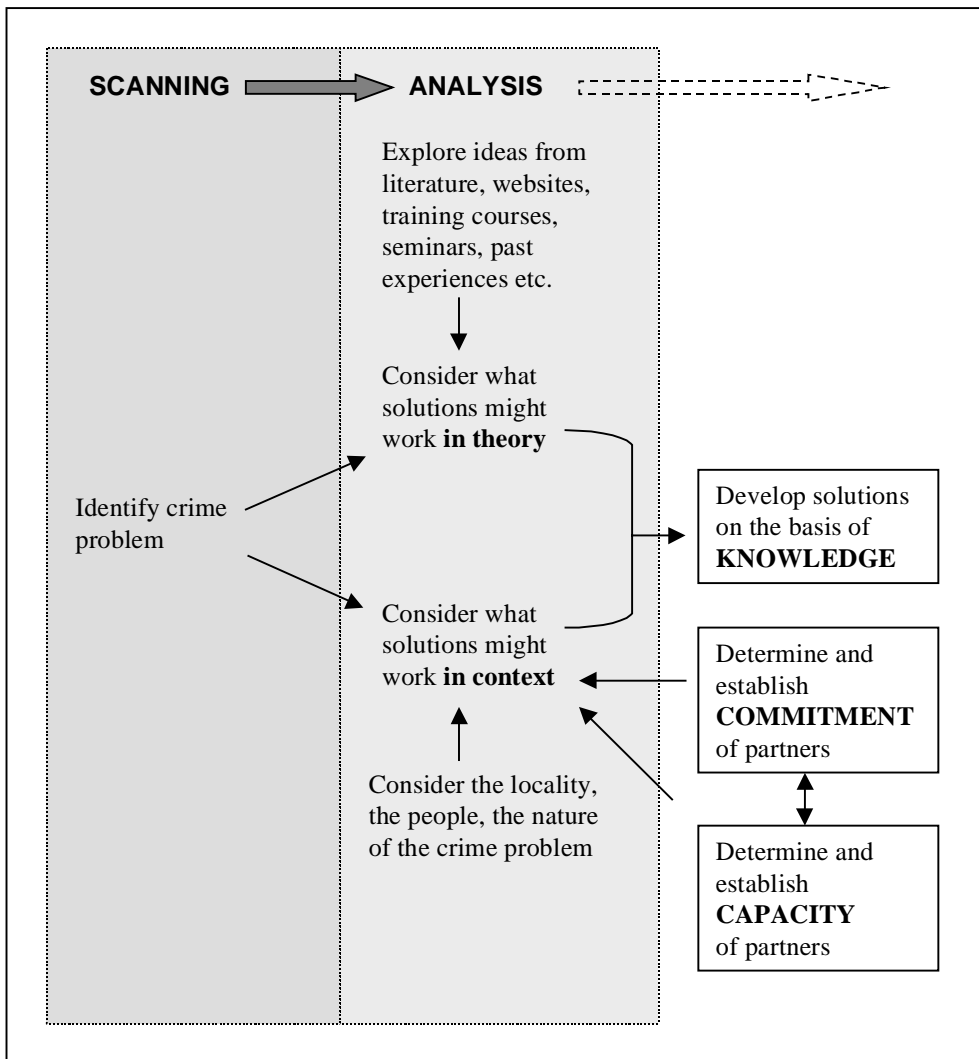 SCANNING
ANALYSIS
Explore ideas from
literature, websites,
training courses,
seminars, past
experiences etc.
Consider what
solutions might
work in theory
Identify crime
problem
Consider what
solutions might
work in context
Consider the locality,
the people, the nature
of the crime problem
Develop solutions
on the basis of
KNOWLEDGE
Determine and
establish
COMMITMENT
of partners
Determine and
establish
CAPACITY
of partners